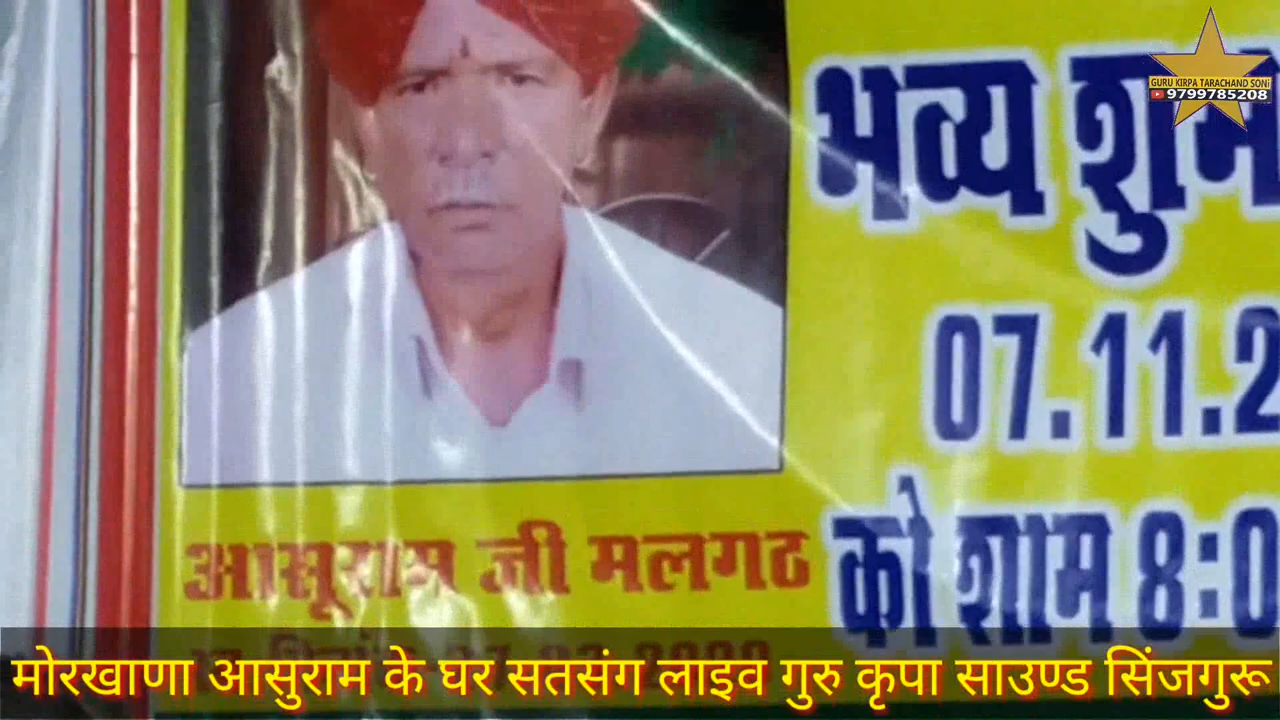 GURU KIRPA TARACHAND SONI
9799785208
भव्य शुभ
07.11.2
को शाम 8:0
आसूराम जी मलगठ
मोरखाणा आसुराम के घर सतसंग लाइव गुरु कृपा साउण्ड सिंजगुरू